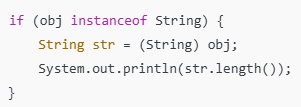 if (obj instanceof String) {
    String str = (String) obj;
    System.out.println(str.length());
}